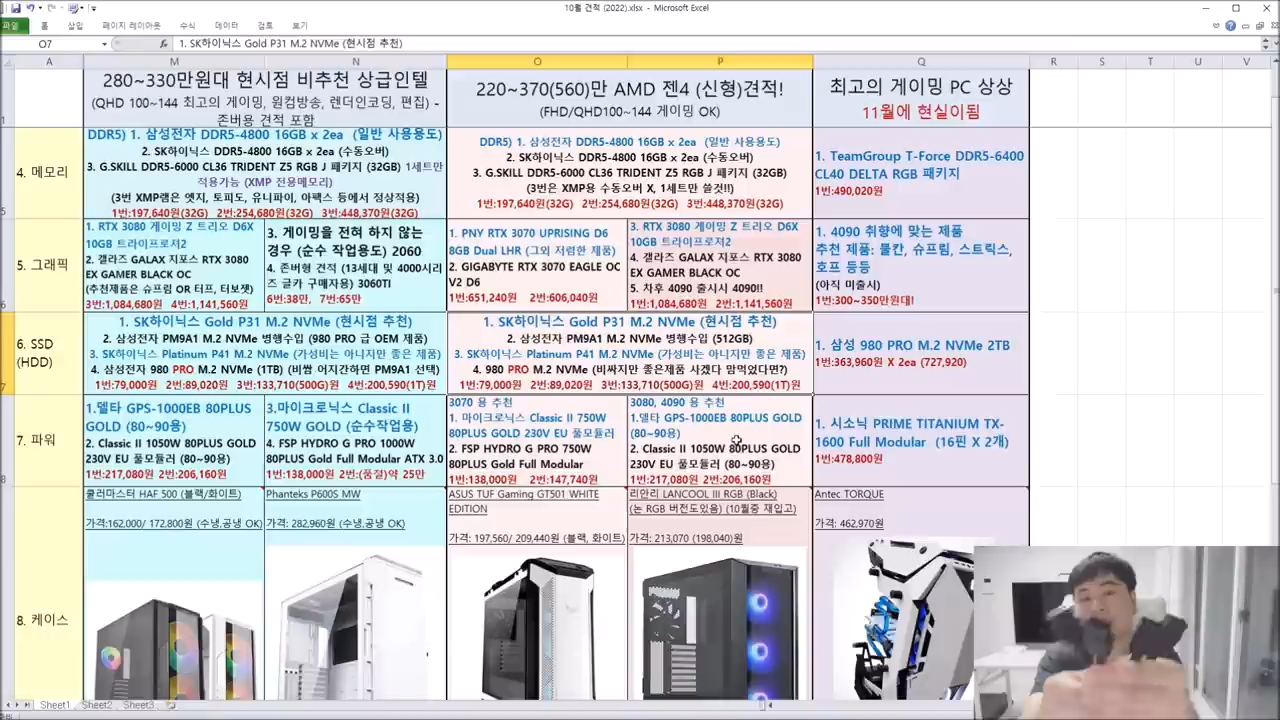 10월 견적 (2022).xlsx - Microsoft Excel
파일 홈 삽입 페이지 레이아웃 수식 데이터 검토 보기
O7 fx 1. SK하이닉스 Gold P31 M.2 NVMe (현시점 추천)
A M N O P Q R S T U V
280~330만원대 현시점 비추천 상급인텔
(QHD 100~144 최고의 게이밍, 원컴방송, 렌더인코딩, 편집) -
존버용 견적 포함
220~370(560)만 AMD 젠4 (신형)견적!
(FHD/QHD100~144 게이밍 OK)
최고의 게이밍 PC 상상
11월에 현실이됨
1
4. 메모리
DDR5) 1. 삼성전자 DDR5-4800 16GB x 2ea (일반 사용용도)
2. SK하이닉스 DDR5-4800 16GB x 2ea (수동오버)
3. G.SKILL DDR5-6000 CL36 TRIDENT Z5 RGB J 패키지 (32GB) 1세트만
적용가능 (XMP 전용메모리)
(3번 XMP램은 엣지, 토피도, 유니파이, 아팩스 등에서 정상적용)
1번:197,640원(32G) 2번:254,680원(32G) 3번:448,370원(32G)
DDR5) 1. 삼성전자 DDR5-4800 16GB x 2ea (일반 사용용도)
2. SK하이닉스 DDR5-4800 16GB x 2ea (수동오버)
3. G.SKILL DDR5-6000 CL36 TRIDENT Z5 RGB J 패키지 (32GB)
(3번은 XMP용 수동오버 X, 1세트만 쓸것!!)
1번:197,640원(32G) 2번:254,680원(32G) 3번:448,370원(32G)
1. TeamGroup T-Force DDR5-6400
CL40 DELTA RGB 패키지
1번:490,020원
5
5. 그래픽
1. RTX 3080 게이밍 Z 트리오 D6X
10GB 트라이프로저2
2. 갤라즈 GALAX 지포스 RTX 3080
EX GAMER BLACK OC
(추천제품은 슈프림 OR 터프, 터보젯)
3번:1,084,680원 4번:1,141,560원
3. 게이밍을 전혀 하지 않는
경우 (순수 작업용도) 2060
4. 존버형 견적 (13세대 및 4000시리
즈 글카 구매자용) 3060TI
6번:38만, 7번:65만
1. PNY RTX 3070 UPRISING D6
8GB Dual LHR (그외 저렴한 제품)
2. GIGABYTE RTX 3070 EAGLE OC
V2 D6
1번:651,240원 2번:606,040원
3. RTX 3080 게이밍 Z 트리오 D6X
10GB 트라이프로저2
4. 갤라즈 GALAX 지포스 RTX 3080
EX GAMER BLACK OC
5. 차후 4090 출시시 4090!!
1번:1,084,680원 2번:1,141,560원
1. 4090 취향에 맞는 제품
추천 제품: 불칸, 슈프림, 스트릭스,
호프 등등
(아직 미출시)
1번:300~350만원대!
6
6. SSD
(HDD)
1. SK하이닉스 Gold P31 M.2 NVMe (현시점 추천)
2. 삼성전자 PM9A1 M.2 NVMe 병행수입 (980 PRO 급 OEM 제품)
3. SK하이닉스 Platinum P41 M.2 NVMe (가성비는 아니지만 좋은 제품)
4. 삼성전자 980 PRO M.2 NVMe (1TB) (비쌈 어지간하면 PM9A1 선택)
1번:79,000원 2번:89,020원 3번:133,710(500G)원 4번:200,590(1T)원
1. SK하이닉스 Gold P31 M.2 NVMe (현시점 추천)
2. 삼성전자 PM9A1 M.2 NVMe 병행수입 (512GB)
3. SK하이닉스 Platinum P41 M.2 NVMe (가성비는 아니지만 좋은 제품)
4. 980 PRO M.2 NVMe (비싸지만 좋은제품 사겠다 맘먹었다면?)
1번:79,000원 2번:89,020원 3번:133,710(500G)원 4번:200,590(1T)원
1. 삼성 980 PRO M.2 NVMe 2TB
1번:363,960원 X 2ea (727,920)
7
7. 파워
1.델타 GPS-1000EB 80PLUS
GOLD (80~90용)
2. Classic II 1050W 80PLUS GOLD
230V EU 풀모듈러 (80~90용)
1번:217,080원 2번:206,160원
3.마이크로닉스 Classic II
750W GOLD (순수작업용)
4. FSP HYDRO G PRO 1000W
80PLUS Gold Full Modular ATX 3.0
1번:138,000원 2번:(품절)약 25만
3070 용 추천
1. 마이크로닉스 Classic II 750W
80PLUS GOLD 230V EU 풀모듈러
2. FSP HYDRO G PRO 750W
80PLUS Gold Full Modular
1번:138,000원 2번:147,740원
3080, 4090 용 추천
1.델타 GPS-1000EB 80PLUS GOLD
(80~90용)
2. Classic II 1050W 80PLUS GOLD
230V EU 풀모듈러 (80~90용)
1번:217,080원 2번:206,160원
1. 시소닉 PRIME TITANIUM TX-
1600 Full Modular (16핀 X 2개)
1번:478,800원
8
8. 케이스
쿨러마스터 HAF 500 (블랙/화이트)
가격:162,000/ 172,800원 (수냉,공냉 OK)
Phanteks P600S MW
가격: 282,960원 (수냉,공냉 OK)
ASUS TUF Gaming GT501 WHITE
EDITION
가격: 197,560/ 209,440원 (블랙, 화이트)
리안리 LANCOOL III RGB (Black)
(논 RGB 버전도있음) (10월중 재입고)
가격: 213,070 (198,040)원
Antec TORQUE
가격: 462,970원
Sheet1 Sheet2 Sheet3